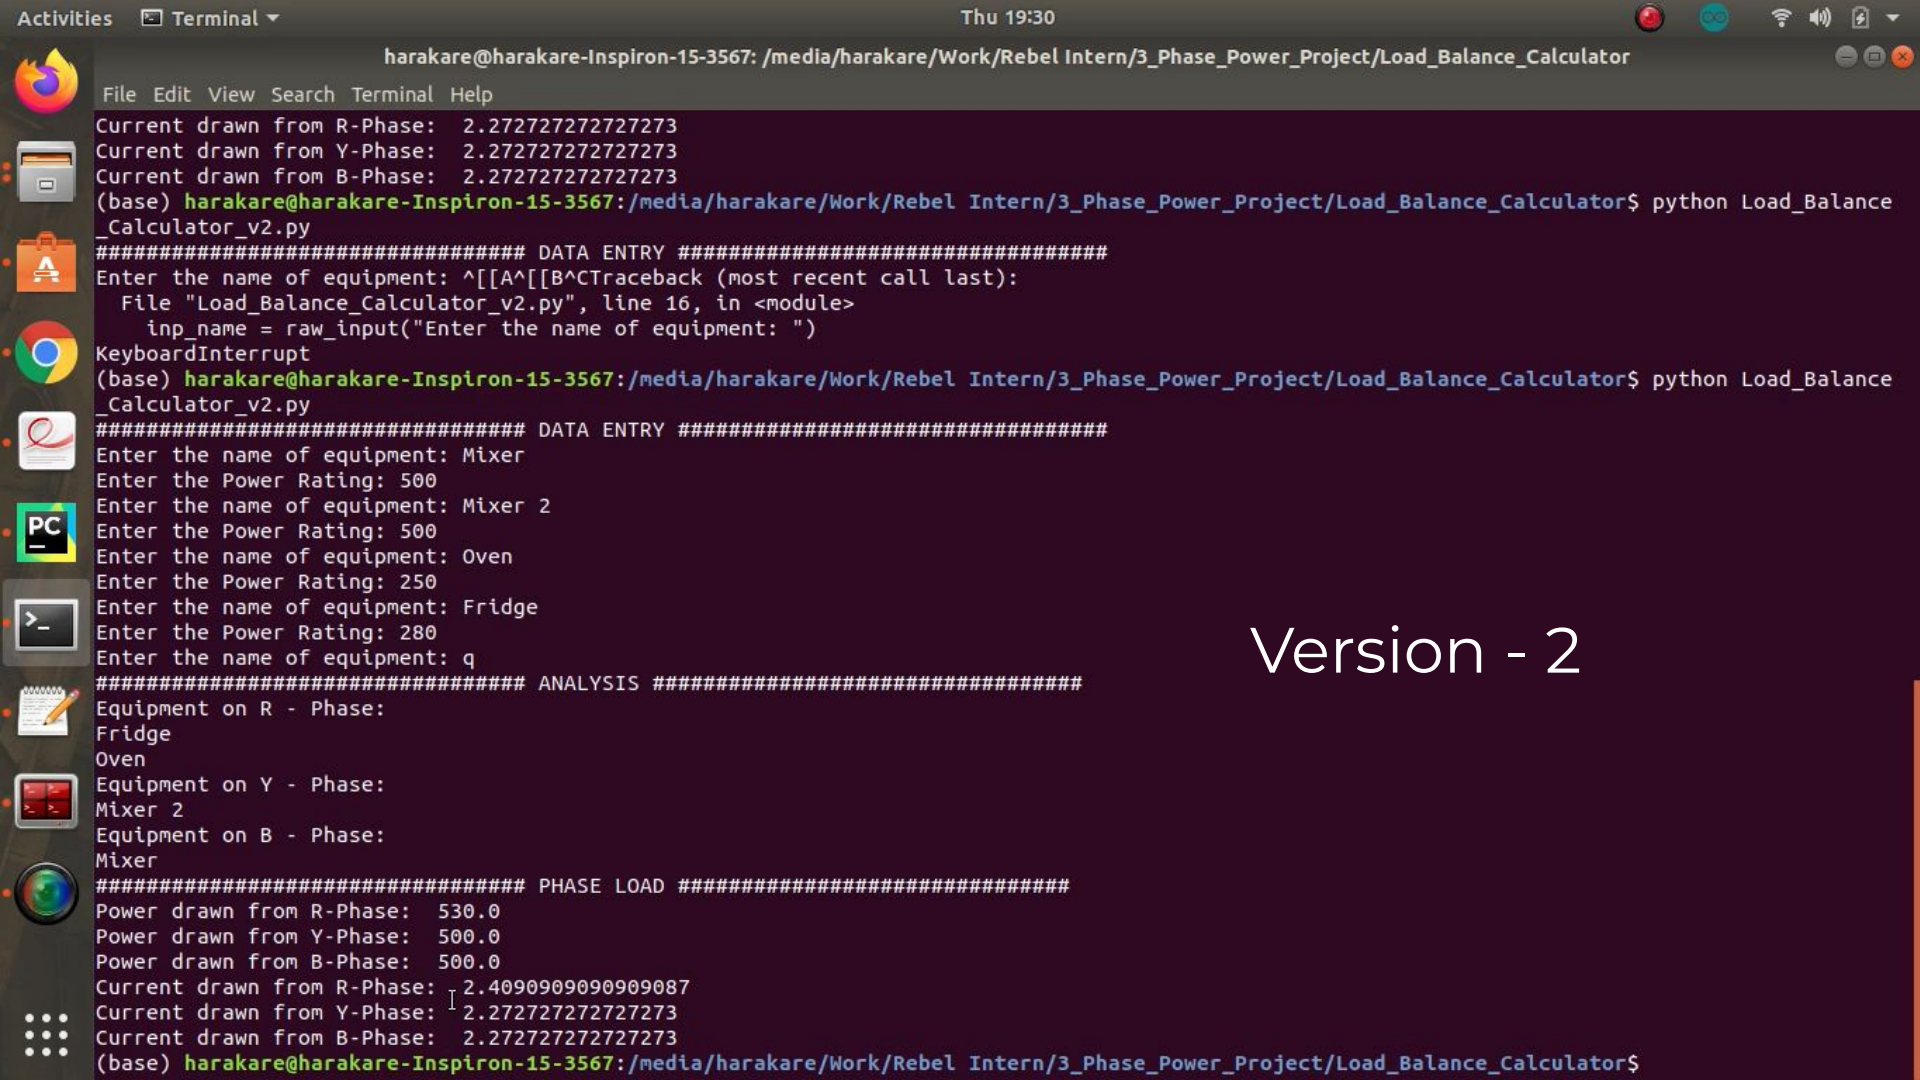 Activities Terminal Thu 19:30
harakare@harakare-Inspiron-15-3567: /media/harakare/Work/Rebel Intern/3_Phase_Power_Project/Load_Balance_Calculator
File Edit View Search Terminal Help
Current drawn from R-Phase:  2.272727272727273
Current drawn from Y-Phase:  2.272727272727273
Current drawn from B-Phase:  2.272727272727273
(base) harakare@harakare-Inspiron-15-3567:/media/harakare/Work/Rebel Intern/3_Phase_Power_Project/Load_Balance_Calculator$ python Load_Balance
_Calculator_v2.py
################################## DATA ENTRY ##################################
Enter the name of equipment: ^[[A^[[B^CTraceback (most recent call last):
  File "Load_Balance_Calculator_v2.py", line 16, in <module>
    inp_name = raw_input("Enter the name of equipment: ")
KeyboardInterrupt
(base) harakare@harakare-Inspiron-15-3567:/media/harakare/Work/Rebel Intern/3_Phase_Power_Project/Load_Balance_Calculator$ python Load_Balance
_Calculator_v2.py
################################## DATA ENTRY ##################################
Enter the name of equipment: Mixer
Enter the Power Rating: 500
Enter the name of equipment: Mixer 2
Enter the Power Rating: 500
Enter the name of equipment: Oven
Enter the Power Rating: 250
Enter the name of equipment: Fridge
Enter the Power Rating: 280
Enter the name of equipment: q
################################## ANALYSIS ##################################
Equipment on R - Phase:
Fridge
Oven
Equipment on Y - Phase:
Mixer 2
Equipment on B - Phase:
Mixer
################################## PHASE LOAD ###############################
Power drawn from R-Phase:  530.0
Power drawn from Y-Phase:  500.0
Power drawn from B-Phase:  500.0
Current drawn from R-Phase:  2.4090909090909087
Current drawn from Y-Phase:  2.272727272727273
Current drawn from B-Phase:  2.272727272727273
(base) harakare@harakare-Inspiron-15-3567:/media/harakare/Work/Rebel Intern/3_Phase_Power_Project/Load_Balance_Calculator$
Version - 2
PC